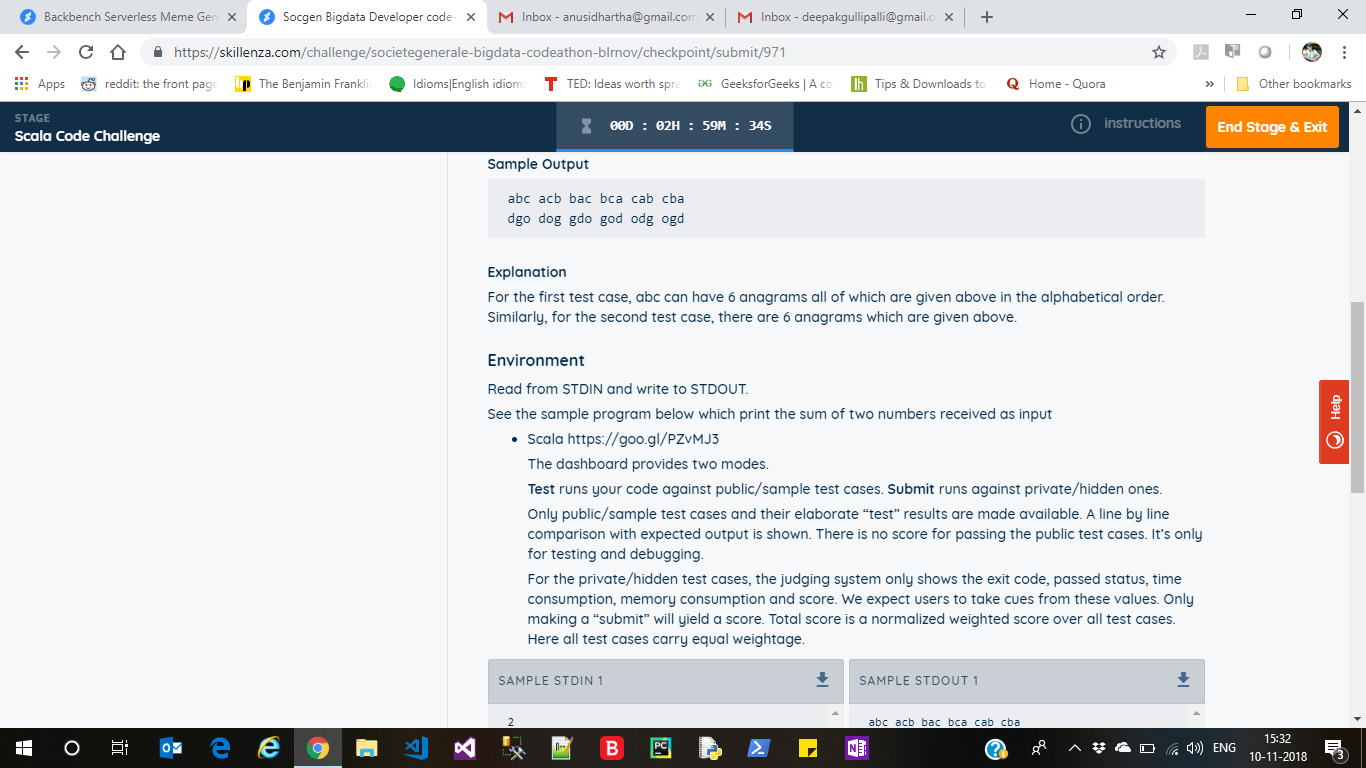 Backbench Serverless Meme Gen
Socgen Bigdata Developer code-
Inbox - anusidhartha@gmail.com
Inbox - deepakgullipalli@gmail.c
https://skillenza.com/challenge/societegenerale-bigdata-codeathon-blrnov/checkpoint/submit/971
Apps
reddit: the front page
The Benjamin Franklin
Idioms|English idioms
TED: Ideas worth spre
GeeksforGeeks | A co
Tips & Downloads to
Home - Quora
»
Other bookmarks
STAGE
Scala Code Challenge
00D : 02H : 59M : 34S
instructions
End Stage & Exit
Sample Output
abc acb bac bca cab cba
dgo dog gdo god odg ogd
Explanation
For the first test case, abc can have 6 anagrams all of which are given above in the alphabetical order.
Similarly, for the second test case, there are 6 anagrams which are given above.
Environment
Read from STDIN and write to STDOUT.
See the sample program below which print the sum of two numbers received as input
• Scala https://goo.gl/PZvMJ3
The dashboard provides two modes.
Test runs your code against public/sample test cases. Submit runs against private/hidden ones.
Only public/sample test cases and their elaborate “test” results are made available. A line by line
comparison with expected output is shown. There is no score for passing the public test cases. It’s only
for testing and debugging.
For the private/hidden test cases, the judging system only shows the exit code, passed status, time
consumption, memory consumption and score. We expect users to take cues from these values. Only
making a “submit” will yield a score. Total score is a normalized weighted score over all test cases.
Here all test cases carry equal weightage.
Help
SAMPLE STDIN 1
SAMPLE STDOUT 1
2
abc acb bac bca cab cba
ENG
15:32
10-11-2018
3